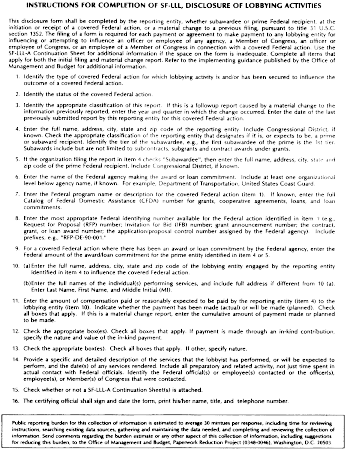 INSTRUCTIONS FOR COMPLETION OF SF-LLL, DISCLOSURE OF LOBBYING ACTIVITIES
This disclosure form shall be completed by the reporting entity, whether subawardee or prime Federal recipient, at the
initiation or receipt of a covered Federal action, or a material change to a previous filing, pursuant to title 31 U.S.C.
section 1352. The filing of a form is required for each payment or agreement to make payment to any lobbying entity for
influencing or attempting to influence an officer or employee of any agency, a Member of Congress, an officer or
employee of Congress, or an employee of a Member of Congress in connection with a covered Federal action. Use the
SF-LLL-A Continuation Sheet for additional information if the space on the form is inadequate. Complete all items that
apply for both the initial filing and material change report. Refer to the implementing guidance published by the Office of
Management and Budget for additional information.
1. Identify the type of covered Federal action for which lobbying activity is and/or has been secured to influence the
outcome of a covered Federal action.
2. Identify the status of the covered Federal action.
3. Identify the appropriate classification of this report. If this is a followup report caused by a material change to the
information previously reported, enter the year and quarter in which the change occurred. Enter the date of the last
previously submitted report by this reporting entity for this covered Federal action.
4. Enter the full name, address, city, state and zip code of the reporting entity. Include Congressional District, if
known. Check the appropriate classification of the reporting entity that designates if it is, or expects to be, a prime
or subaward recipient. Identify the tier of the subawardee, e.g., the first subawardee of the prime is the 1st tier.
Subawards include but are not limited to subcontracts, subgrants and contract awards under grants.
5. If the organization filing the report in item 4 checks "Subawardee", then enter the full name, address, city, state and
zip code of the prime Federal recipient. Include Congressional District, if known.
6. Enter the name of the Federal agency making the award or loan commitment. Include at least one organizational
level below agency name, if known. For example, Department of Transportation, United States Coast Guard.
7. Enter the Federal program name or description for the covered Federal action (item 1). If known, enter the full
Catalog of Federal Domestic Assistance (CFDA) number for grants, cooperative agreements, loans, and loan
commitments.
8. Enter the most appropriate Federal identifying number available for the Federal action identified in item 1 (e.g.,
Request for Proposal (RFP) number; Invitation for Bid (IFB) number; grant announcement number; the contract,
grant, or loan award number; the application/proposal control number assigned by the Federal agency). Include
prefixes, e.g., "RFP-DE-90-001."
9. For a covered Federal action where there has been an award or loan commitment by the Federal agency, enter the
Federal amount of the award/loan commitment for the prime entity identified in item 4 or 5.
10. (a)Enter the full name, address, city, state and zip code of the lobbying entity engaged by the reporting entity
identified in item 4 to influence the covered Federal action.
(b)Enter the full names of the individual(s) performing services, and include full address if different from 10 (a).
Enter Last Name, First Name, and Middle Initial (MI).
11. Enter the amount of compensation paid or reasonably expected to be paid by the reporting entity (item 4) to the
lobbying entity (item 10). Indicate whether the payment has been made (actual) or will be made (planned). Check
all boxes that apply. If this is a material change report, enter the cumulative amount of payment made or planned
to be made.
12. Check the appropriate box(es). Check all boxes that apply. If payment is made through an in-kind contribution,
specify the nature and value of the in-kind payment.
13. Check the appropriate box(es). Check all boxes that apply. If other, specify nature.
14. Provide a specific and detailed description of the services that the lobbyist has performed, or will be expected to
perform, and the date(s) of any services rendered. Include all preparatory and related activity, not just time spent in
actual contact with Federal officials. Identify the Federal official(s) or employee(s) contacted or the officer(s),
employee(s), or Member(s) of Congress that were contacted.
15. Check whether or not a SF-LLL-A Continuation Sheet(s) is attached.
16. The certifying official shall sign and date the form, print his/her name, title, and telephone number.
Public reporting burden for this collection of information is estimated to average 30 mintues per response, including time for reviewing
instructions, searching existing data sources, gathering and maintaining the data needed, and completing and reviewing the collection of
information. Send comments regarding the burden estimate or any other aspect of this collection of information, including suggestions
for reducing this burden, to the Office of Management and Budget, Paperwork Reduction Project (0348-0046), Washington, D.C. 20503